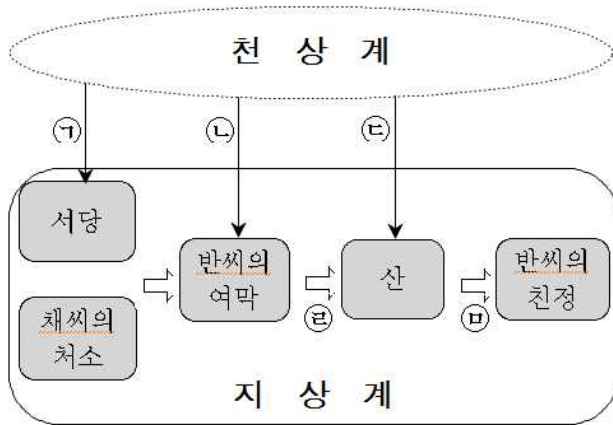 천 상 계
㉠
㉡
㉢
서당
반씨의
여막
산
반씨의
친정
채씨의
처소
㉣
㉤
지 상 계